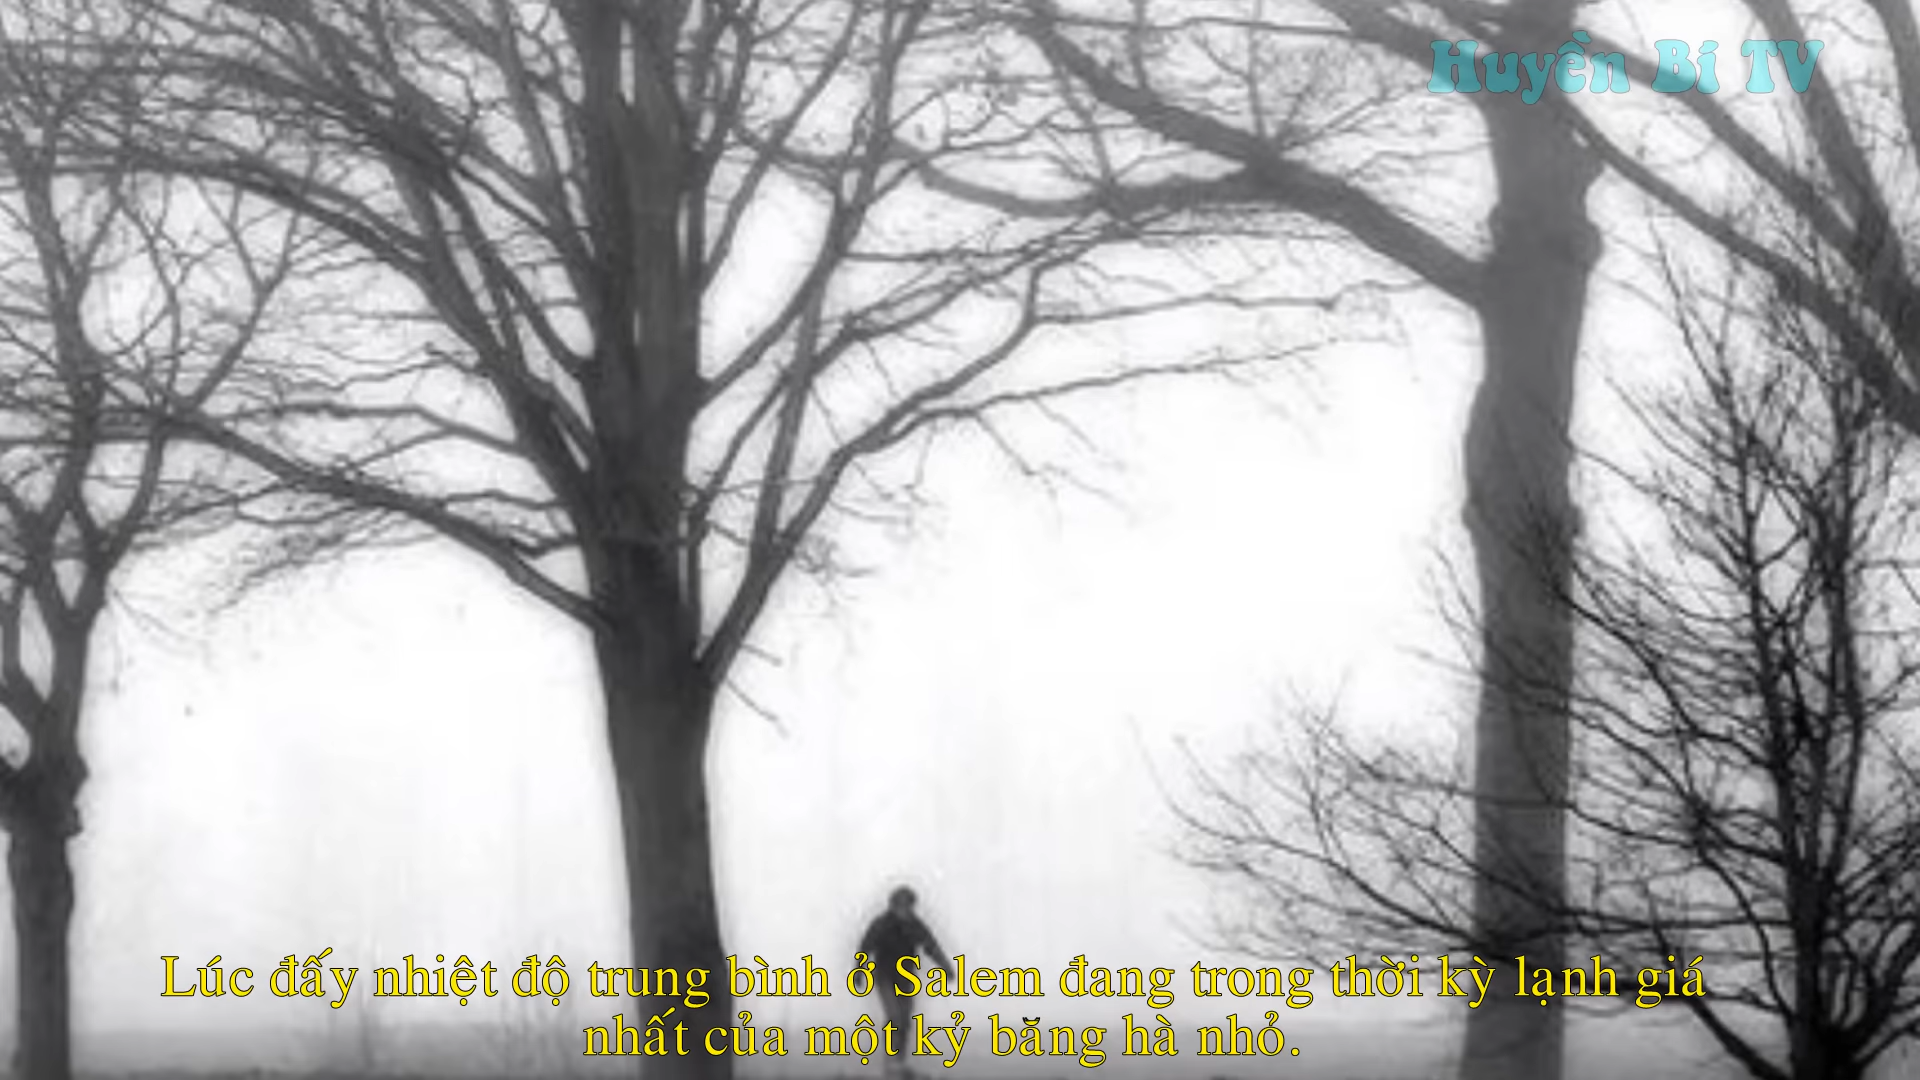 Huyền Bí TV
Lúc đấy nhiệt độ trung bình ở Salem đang trong thời kỳ lạnh giá
nhất của một kỷ băng hà nhỏ.